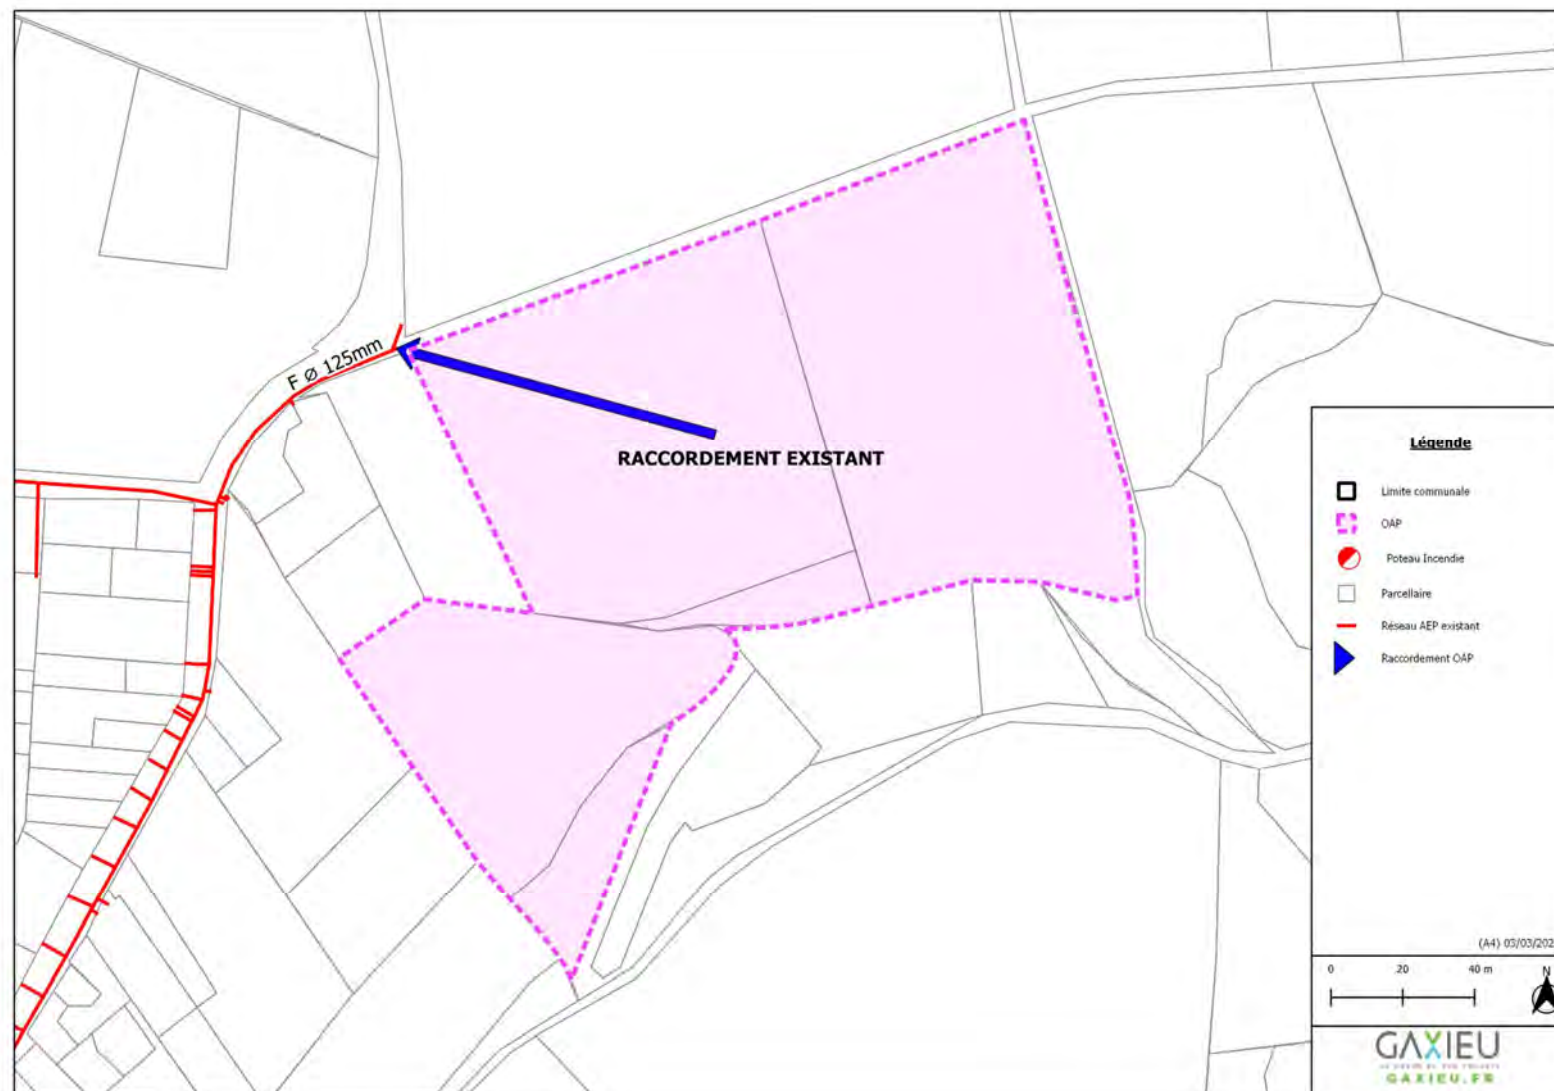 F ⌀ 125mm
RACCORDEMENT EXISTANT
Légende
Limite communale
OAP
Poteau Incendie
Parcellaire
Réseau AEP existant
Raccordement OAP
(A4) 03/03/202
0 20 40 m
N
GAXIEU
GAXIEU.FR